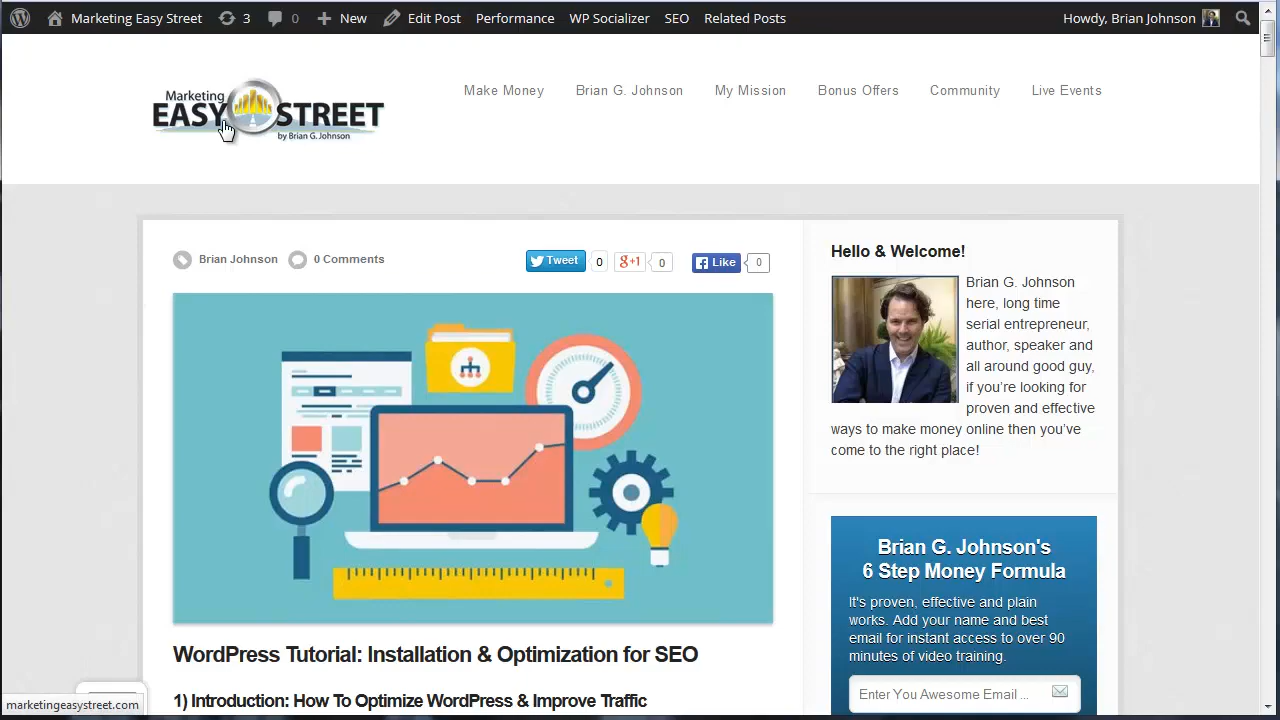 Marketing Easy Street 3 0 New Edit Post Performance WP Socializer SEO Related Posts Howdy, Brian Johnson
Marketing
EASY STREET
by Brian G. Johnson
Make Money Brian G. Johnson My Mission Bonus Offers Community Live Events
Brian Johnson 0 Comments Tweet 0 g+1 0 Like 0
WordPress Tutorial: Installation & Optimization for SEO
1) Introduction: How To Optimize WordPress & Improve Traffic
Hello & Welcome!
Brian G. Johnson
here, long time
serial entrepreneur,
author, speaker and
all around good guy,
if you're looking for
proven and effective
ways to make money online then you've
come to the right place!
Brian G. Johnson's
6 Step Money Formula
It's proven, effective and plain
works. Add your name and best
email for instant access to over 90
minutes of video training.
Enter You Awesome Email ...
marketingeasystreet.com